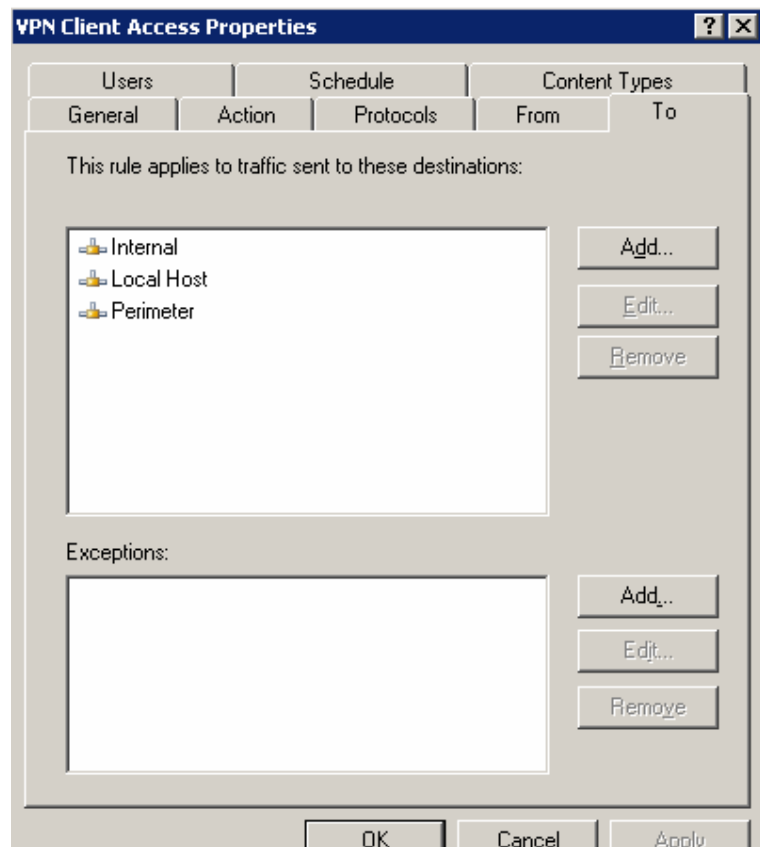 VPN Client Access Properties ? X
Users Schedule Content Types
General Action Protocols From To
This rule applies to traffic sent to these destinations:
Internal
Local Host
Perimeter
Add...
Edit...
Remove
Exceptions:
Add...
Edit...
Remove
OK Cancel Apply